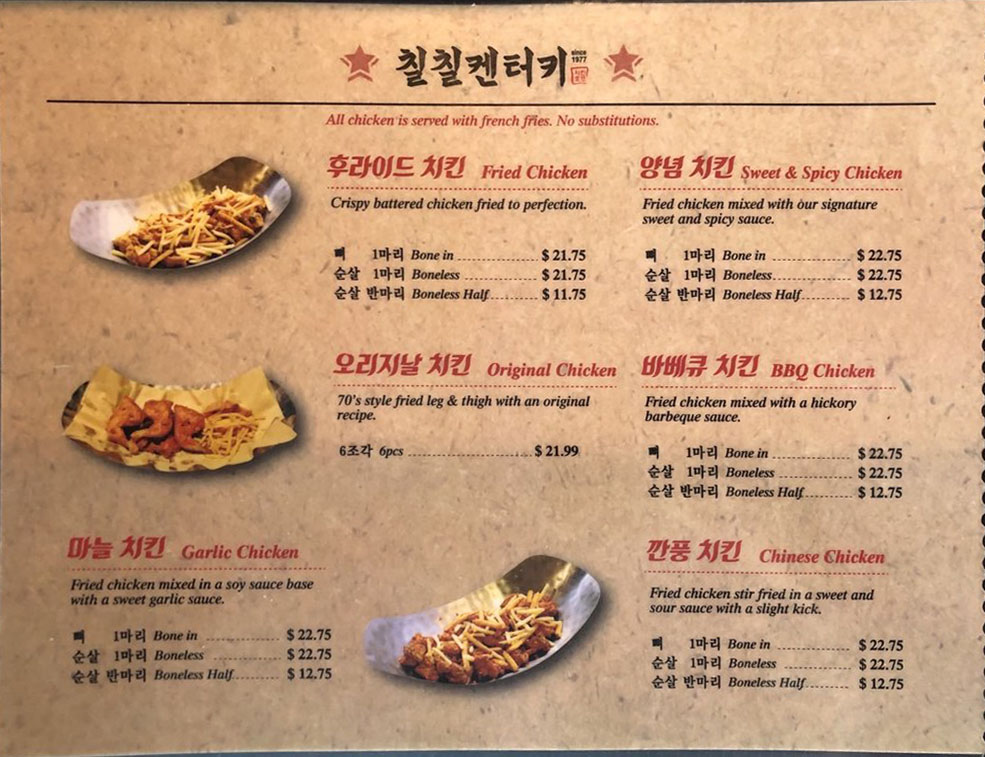 칠칠켄터키 since 1977
All chicken is served with french fries. No substitutions.
후라이드 치킨 Fried Chicken
Crispy battered chicken fried to perfection.
뼈 1마리 Bone in $ 21.75
순살 1마리 Boneless $ 21.75
순살 반마리 Boneless Half $ 11.75
양념 치킨 Sweet & Spicy Chicken
Fried chicken mixed with our signature
sweet and spicy sauce.
뼈 1마리 Bone in $ 22.75
순살 1마리 Boneless $ 22.75
순살 반마리 Boneless Half $ 12.75
오리지날 치킨 Original Chicken
70's style fried leg & thigh with an original
recipe.
6조각 6pcs $ 21.99
바베큐 치킨 BBQ Chicken
Fried chicken mixed with a hickory
barbeque sauce.
뼈 1마리 Bone in $ 22.75
순살 1마리 Boneless $ 22.75
순살 반마리 Boneless Half $ 12.75
마늘 치킨 Garlic Chicken
Fried chicken mixed in a soy sauce base
with a sweet garlic sauce.
뼈 1마리 Bone in $ 22.75
순살 1마리 Boneless $ 22.75
순살 반마리 Boneless Half $ 12.75
깐풍 치킨 Chinese Chicken
Fried chicken stir fried in a sweet and
sour sauce with a slight kick.
뼈 1마리 Bone in $ 22.75
순살 1마리 Boneless $ 22.75
순살 반마리 Boneless Half $ 12.75